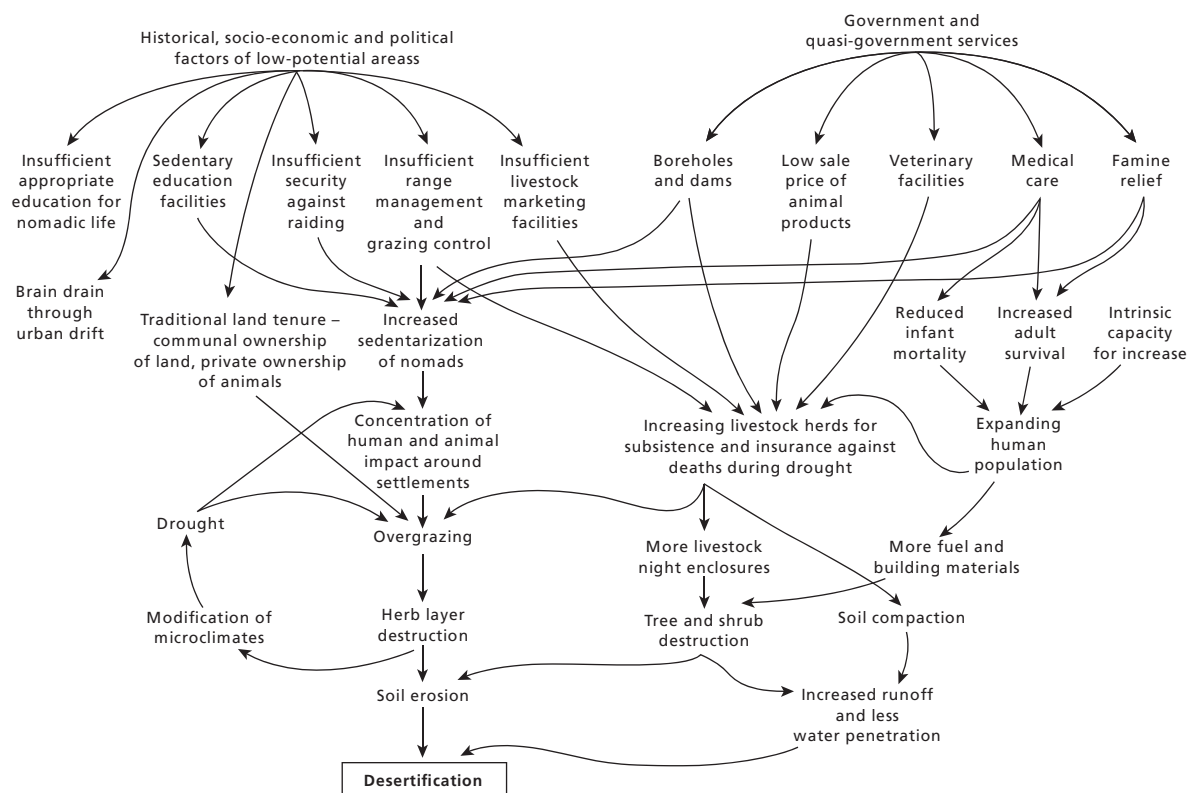 Historical, socio-economic and political
factors of low-potential areass
Government and
quasi-government services
Insufficient
appropriate
education for
nomadic life
Sedentary
education
facilities
Insufficient
security
against
raiding
Insufficient
range
management
and
grazing control
Insufficient
livestock
marketing
facilities
Boreholes
and dams
Low sale
price of
animal
products
Veterinary
facilities
Medical
care
Famine
relief
Brain drain
through
urban drift
Traditional land tenure –
communal ownership
of land, private ownership
of animals
Increased
sedentarization
of nomads
Reduced
infant
mortality
Increased
adult
survival
Intrinsic
capacity
for increase
Concentration of
human and animal
impact around
settlements
Increasing livestock herds for
subsistence and insurance against
deaths during drought
Expanding
human
population
Drought
Overgrazing
More livestock
night enclosures
More fuel and
building materials
Modification of
microclimates
Herb layer
destruction
Tree and shrub
destruction
Soil compaction
Soil erosion
Increased runoff
and less
water penetration
Desertification